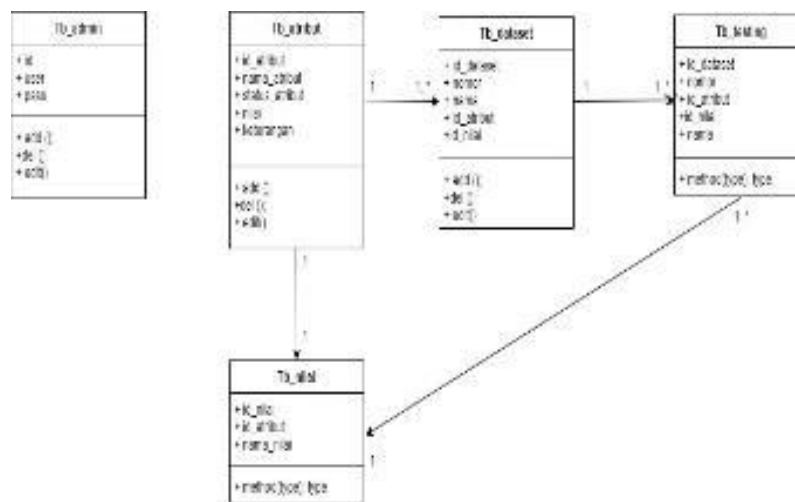 Tb_admin
+ id
+ user
+ pass
+ add ();
+del ()
+ edit()
Tb_atribut
+ id_atribut
+ nama_atribut
+ status_atribut
+ nilai
+ keterangan
+ add ()
+del ();
+ edit()
Tb_dataset
+ id_dataset
+ nomor
+ nama
+ id_atribut
+ id_nilai
+ add ();
+del ()
+ edit()
Tb_testing
+ id_dataset
+ nomor
+ id_atribut
+id_nilai
+ nama
+ method(type) type
1
1..*
1
1..*
1..*
1
1
Tb_nilai
+ id_nilai
+ id_atribut
+ nama_nilai
+ method(type) type
1